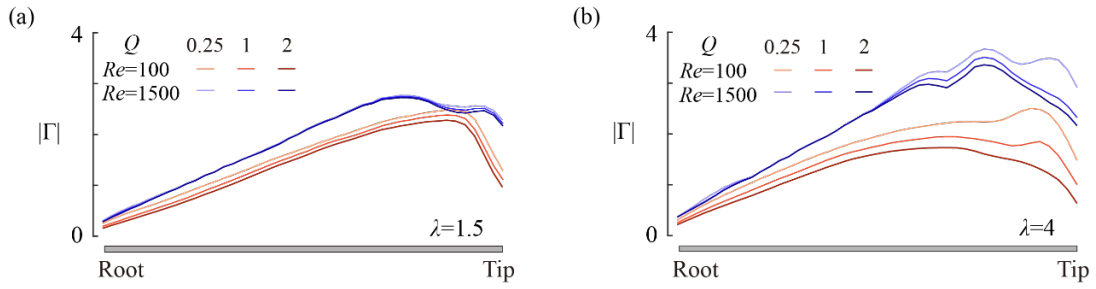 (a)
4
Q 0.25 1 2
Re=100
Re=1500
|Γ|
0
λ=1.5
Root Tip
(b)
4
Q 0.25 1 2
Re=100
Re=1500
|Γ|
0
λ=4
Root Tip